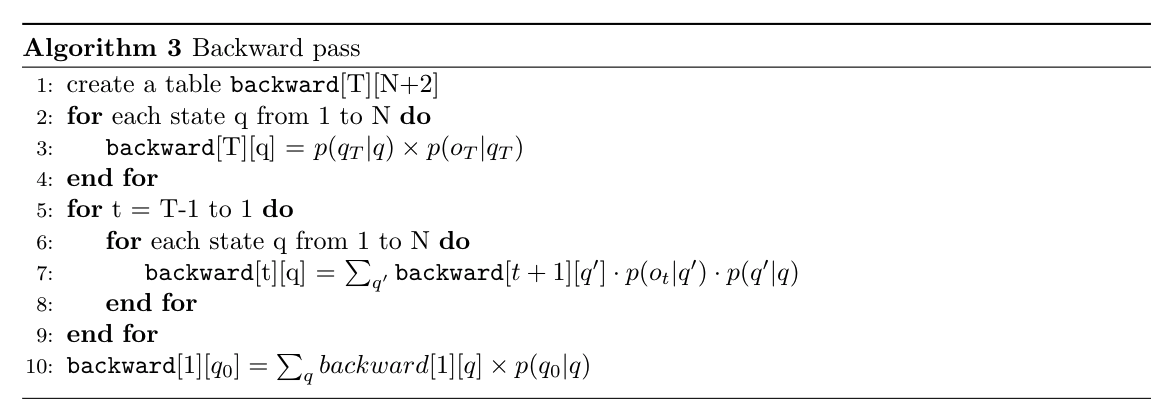 Algorithm 3 Backward pass
1: create a table backward[T][N+2]
2: for each state q from 1 to N do
3: backward[T][q] = p(q_T|q) × p(o_T|q_T)
4: end for
5: for t = T-1 to 1 do
6: for each state q from 1 to N do
7: backward[t][q] = ∑_{q′} backward[t + 1][q′] · p(o_t|q′) · p(q′|q)
8: end for
9: end for
10: backward[1][q_0] = ∑_q backward[1][q] × p(q_0|q)